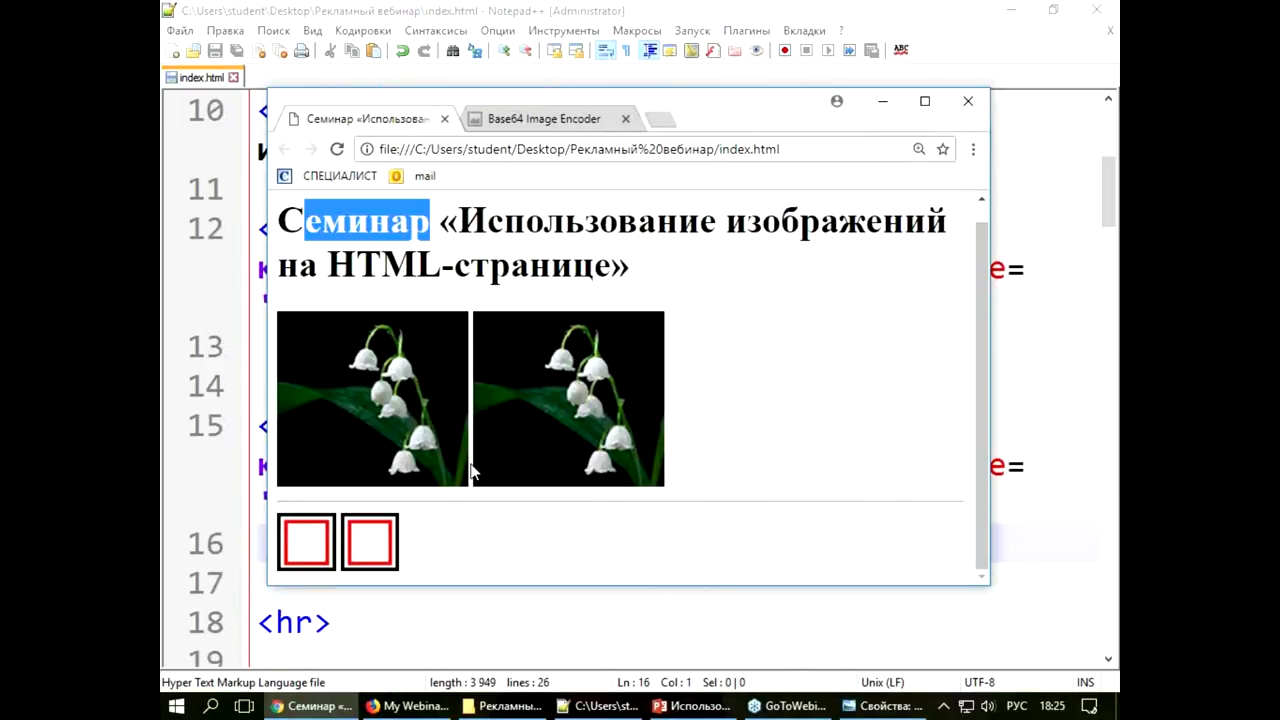 C:\Users\student\Desktop\Рекламный вебинар\index.html - Notepad++ [Administrator]
Файл Правка Поиск Вид Кодировки Синтаксисы Опции Инструменты Макросы Запуск Плагины Вкладки ? X
ABC
index.html
Семинар «Использован
Base64 Image Encoder
file:///C:/Users/student/Desktop/Рекламный%20вебинар/index.html
C СПЕЦИАЛИСТ O mail
Семинар «Использование изображений
на HTML-странице»
10 <
11
12 <
e=
13
14
15 <
e=
16
17
18 <hr>
19
Hyper Text Markup Language file length : 3 949 lines : 26 Ln : 16 Col : 1 Sel : 0 | 0 Unix (LF) UTF-8 INS
Семинар «... My Webina... Рекламны... C:\Users\st... Использо... GoToWebi... Свойства: ... РУС 18:25